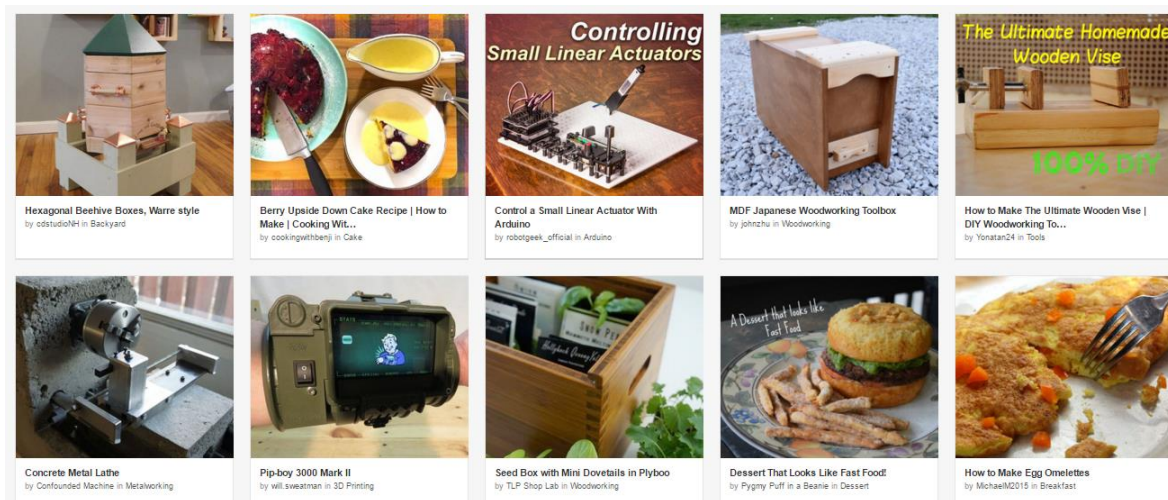 Controlling
Small Linear Actuators
The Ultimate Homemade
Wooden Vise
100% DIY
Hexagonal Beehive Boxes, Warre style
by cdstudioNH in Backyard
Berry Upside Down Cake Recipe | How to
Make | Cooking Wit...
by cookingwithbenji in Cake
Control a Small Linear Actuator With
Arduino
by robotgeek_official in Arduino
MDF Japanese Woodworking Toolbox
by johnzhu in Woodworking
How to Make The Ultimate Wooden Vise |
DIY Woodworking To...
by Yonatan24 in Tools
STATS
SNOW PE
A Dessert that looks like
Fast Food
Concrete Metal Lathe
by Confounded Machine in Metalworking
Pip-boy 3000 Mark II
by will.sweatman in 3D Printing
Seed Box with Mini Dovetails in Plyboo
by TLP Shop Lab in Woodworking
Dessert That Looks Like Fast Food!
by Pygmy Puff in a Beanie in Dessert
How to Make Egg Omelettes
by MichaelM2015 in Breakfast